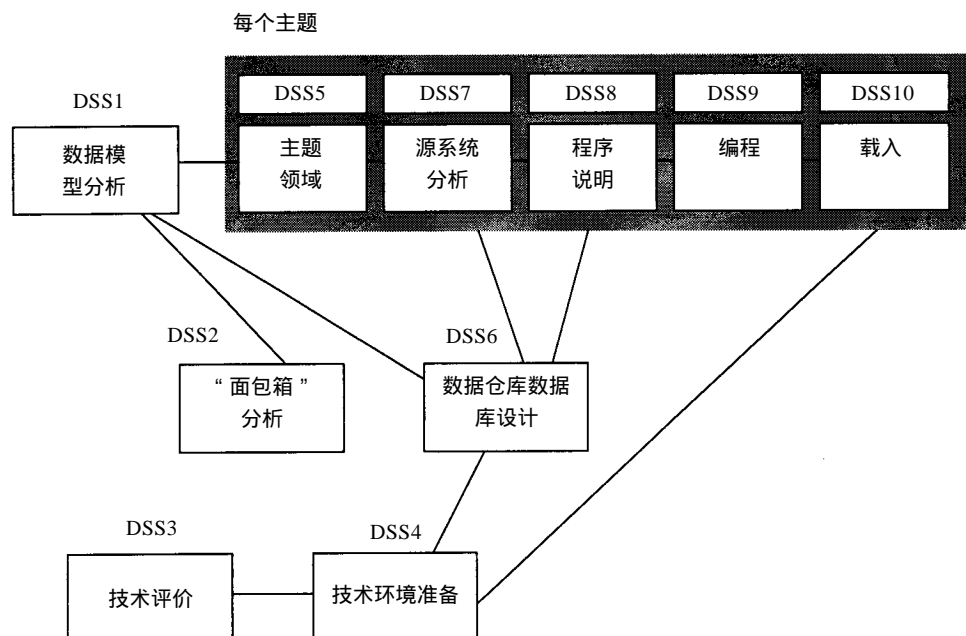 每个主题
DSS5
DSS7
DSS8
DSS9
DSS10
DSS1
数据模
型分析
主题
领域
源系统
分析
程序
说明
编程
载入
DSS2
“面包箱”
分析
DSS6
数据仓库数据
库设计
DSS3
技术评价
DSS4
技术环境准备